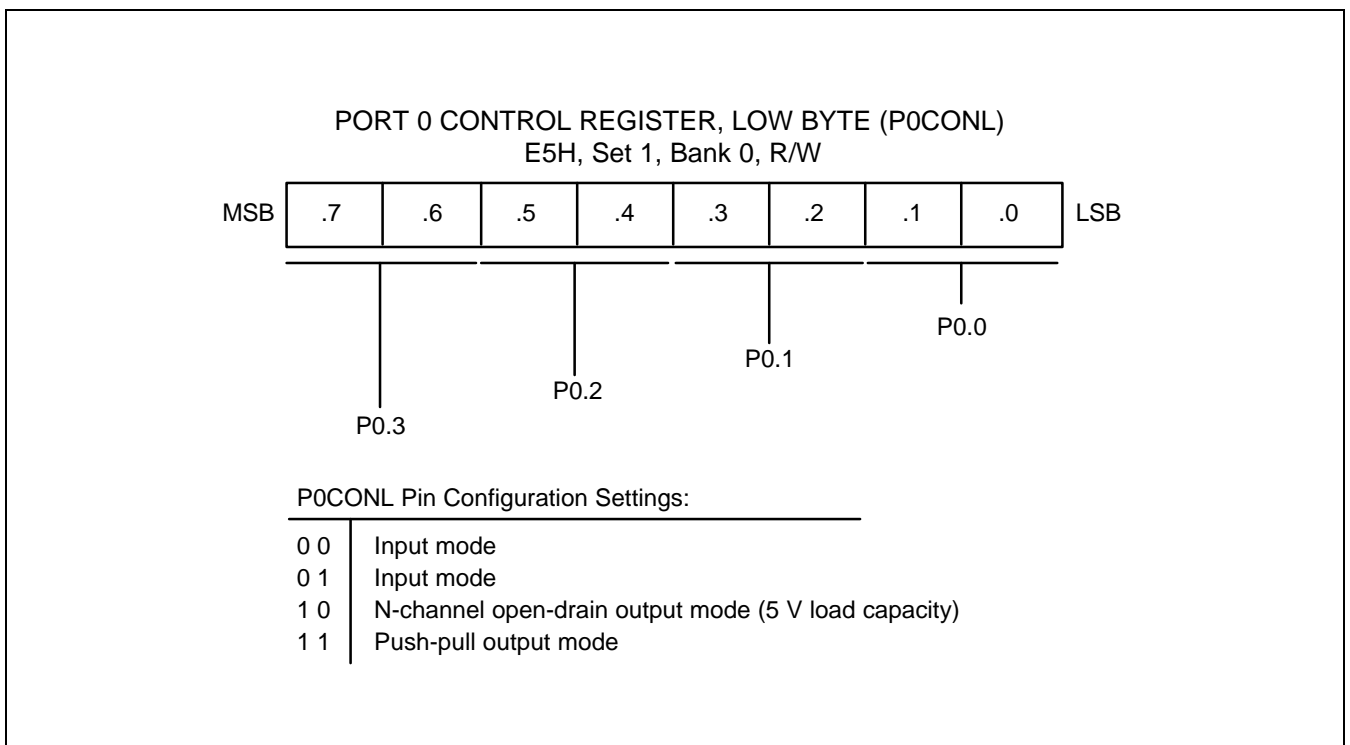 PORT 0 CONTROL REGISTER, LOW BYTE (P0CONL)
E5H, Set 1, Bank 0, R/W
MSB .7 .6 .5 .4 .3 .2 .1 .0 LSB
P0.0
P0.1
P0.2
P0.3
P0CONL Pin Configuration Settings:
0 0 Input mode
0 1 Input mode
1 0 N-channel open-drain output mode (5 V load capacity)
1 1 Push-pull output mode